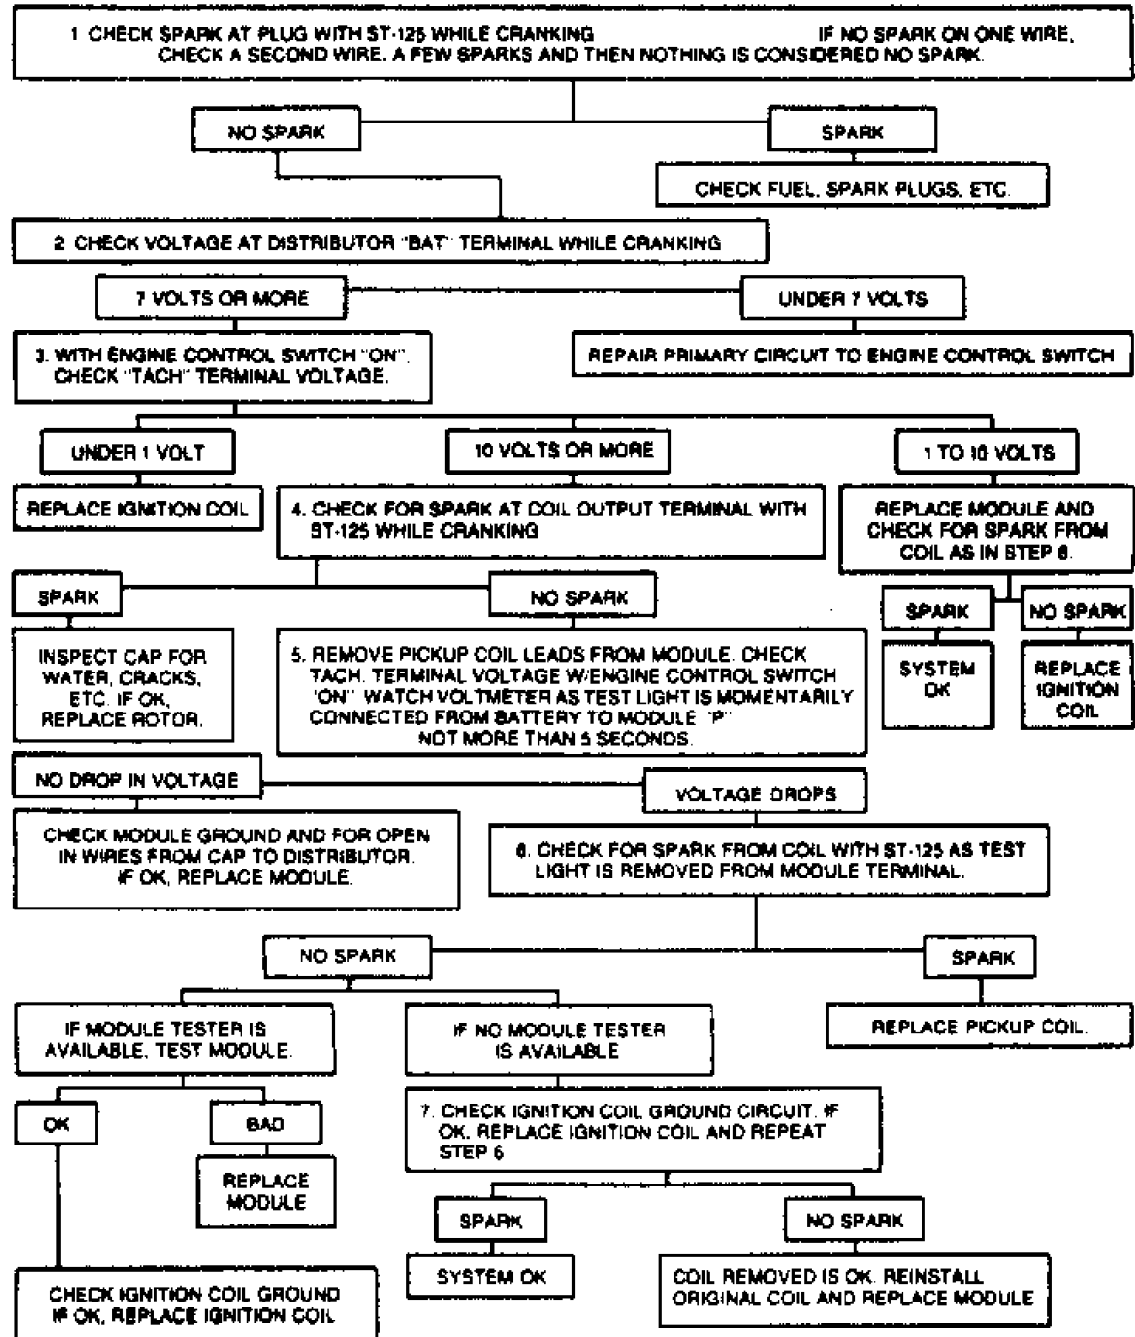 1 CHECK SPARK AT PLUG WITH ST-125 WHILE CRANKING IF NO SPARK ON ONE WIRE,
CHECK A SECOND WIRE. A FEW SPARKS AND THEN NOTHING IS CONSIDERED NO SPARK.
NO SPARK
SPARK
CHECK FUEL, SPARK PLUGS, ETC.
2 CHECK VOLTAGE AT DISTRIBUTOR "BAT" TERMINAL WHILE CRANKING
7 VOLTS OR MORE
UNDER 7 VOLTS
3. WITH ENGINE CONTROL SWITCH "ON",
CHECK "TACH" TERMINAL VOLTAGE.
REPAIR PRIMARY CIRCUIT TO ENGINE CONTROL SWITCH
UNDER 1 VOLT
10 VOLTS OR MORE
1 TO 10 VOLTS
REPLACE IGNITION COIL
4. CHECK FOR SPARK AT COIL OUTPUT TERMINAL WITH
ST-125 WHILE CRANKING
REPLACE MODULE AND
CHECK FOR SPARK FROM
COIL AS IN STEP 6.
SPARK
NO SPARK
SPARK
NO SPARK
INSPECT CAP FOR
WATER, CRACKS,
ETC. IF OK,
REPLACE ROTOR.
5. REMOVE PICKUP COIL LEADS FROM MODULE. CHECK
TACH. TERMINAL VOLTAGE W/ENGINE CONTROL SWITCH
"ON" WATCH VOLTMETER AS TEST LIGHT IS MOMENTARILY
CONNECTED FROM BATTERY TO MODULE "P"
NOT MORE THAN 5 SECONDS.
SYSTEM
OK
REPLACE
IGNITION
COIL
NO DROP IN VOLTAGE
VOLTAGE DROPS
CHECK MODULE GROUND AND FOR OPEN
IN WIRES FROM CAP TO DISTRIBUTOR.
IF OK, REPLACE MODULE.
6. CHECK FOR SPARK FROM COIL WITH ST-125 AS TEST
LIGHT IS REMOVED FROM MODULE TERMINAL.
NO SPARK
SPARK
IF MODULE TESTER IS
AVAILABLE, TEST MODULE.
IF NO MODULE TESTER
IS AVAILABLE
REPLACE PICKUP COIL.
OK
BAD
7. CHECK IGNITION COIL GROUND CIRCUIT. IF
OK, REPLACE IGNITION COIL AND REPEAT
STEP 6
REPLACE
MODULE
SPARK
NO SPARK
SYSTEM OK
COIL REMOVED IS OK. REINSTALL
ORIGINAL COIL AND REPLACE MODULE
CHECK IGNITION COIL GROUND
IF OK, REPLACE IGNITION COIL